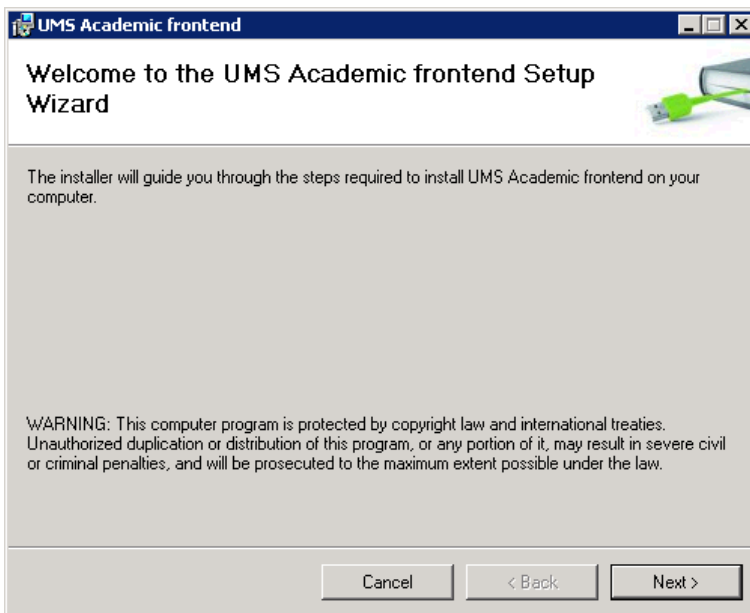 UMS Academic frontend
Welcome to the UMS Academic frontend Setup
Wizard
The installer will guide you through the steps required to install UMS Academic frontend on your
computer.
WARNING: This computer program is protected by copyright law and international treaties.
Unauthorized duplication or distribution of this program, or any portion of it, may result in severe civil
or criminal penalties, and will be prosecuted to the maximum extent possible under the law.
Cancel < Back Next >